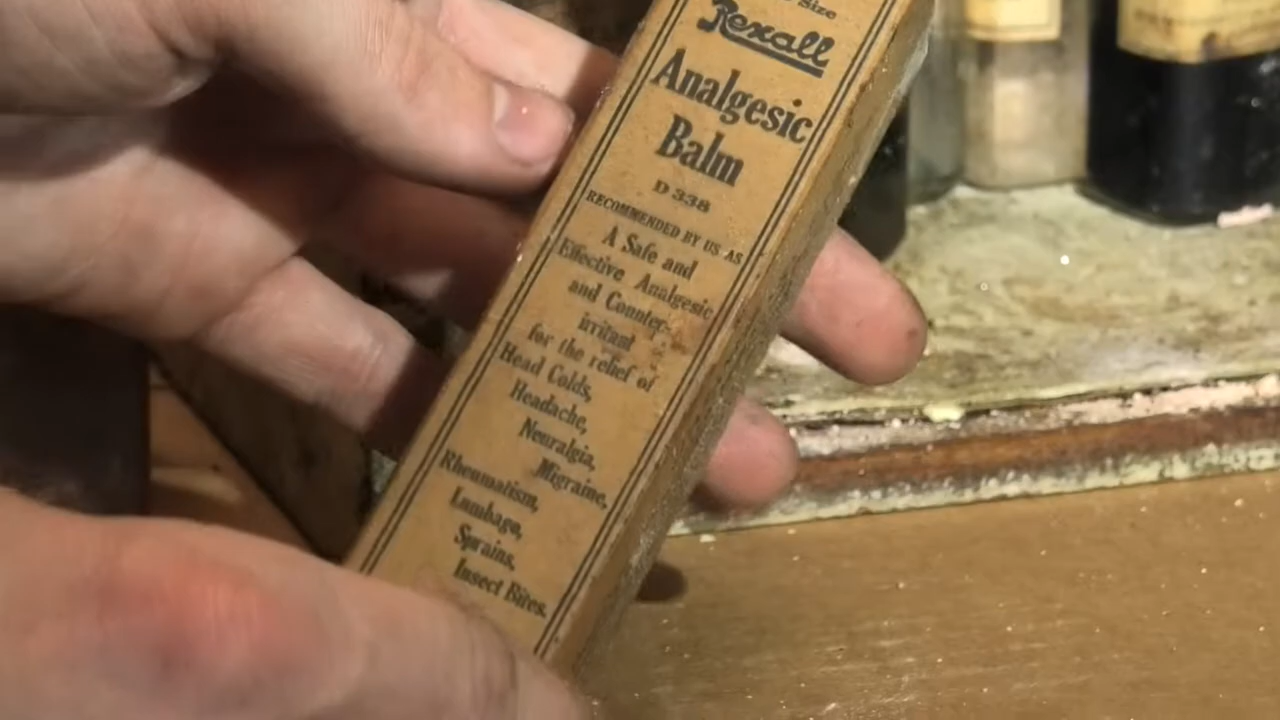 Size
Rexall
Analgesic
Balm
D 338
RECOMMENDED BY US AS
A Safe and
Effective Analgesic
and Counter-
irritant
for the relief of
Head Colds,
Headache,
Neuralgia,
Migraine,
Rheumatism,
Lumbago,
Sprains,
Insect Bites.